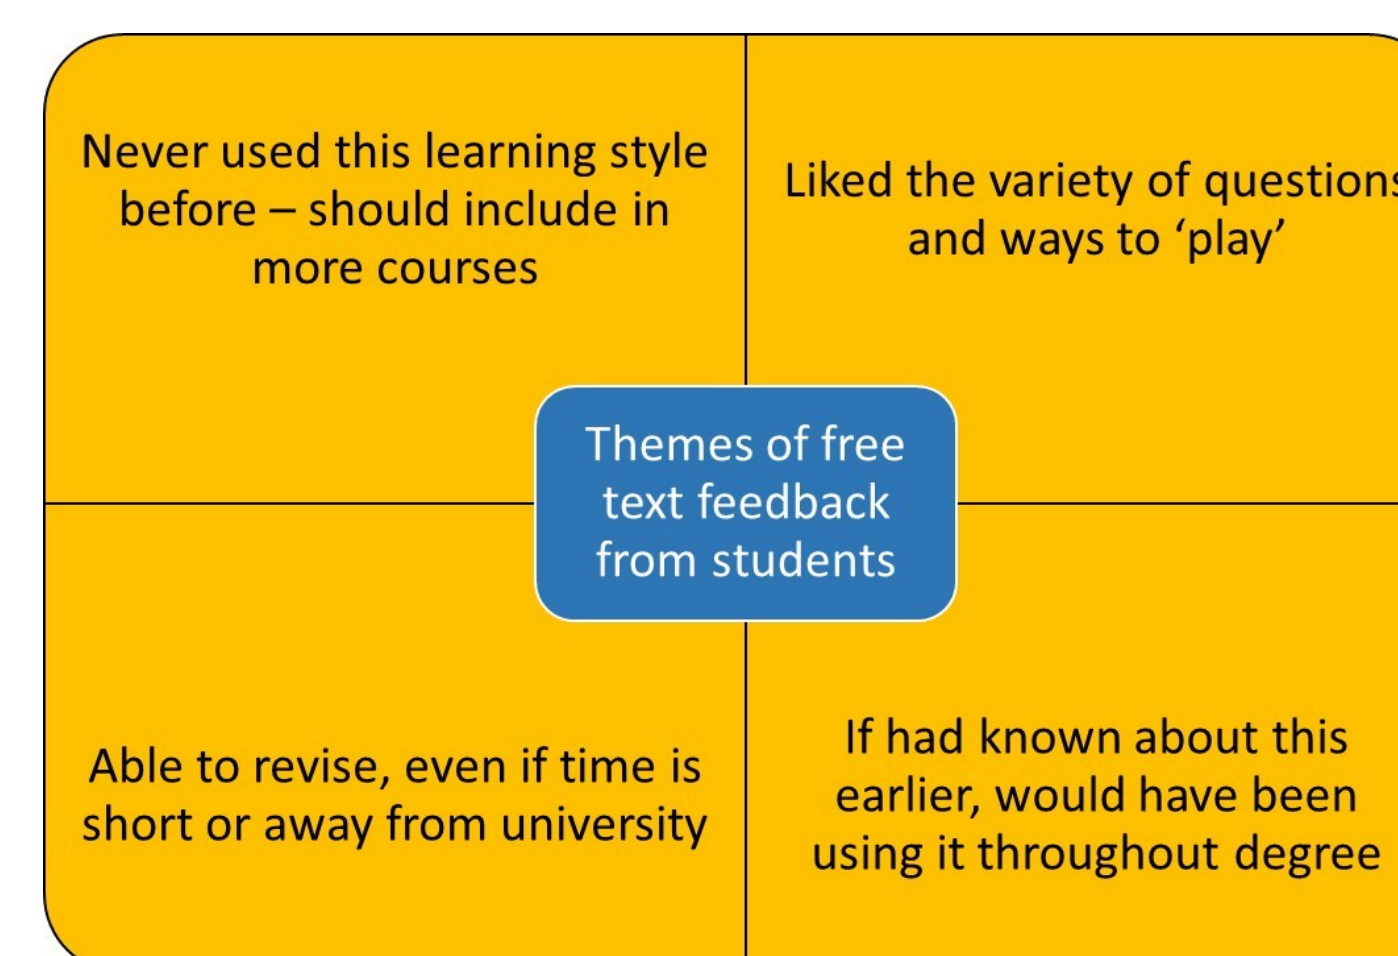 Never used this learning style
before – should include in
more courses
Liked the variety of questions
and ways to ‘play’
Themes of free
text feedback
from students
Able to revise, even if time is
short or away from university
If had known about this
earlier, would have been
using it throughout degree